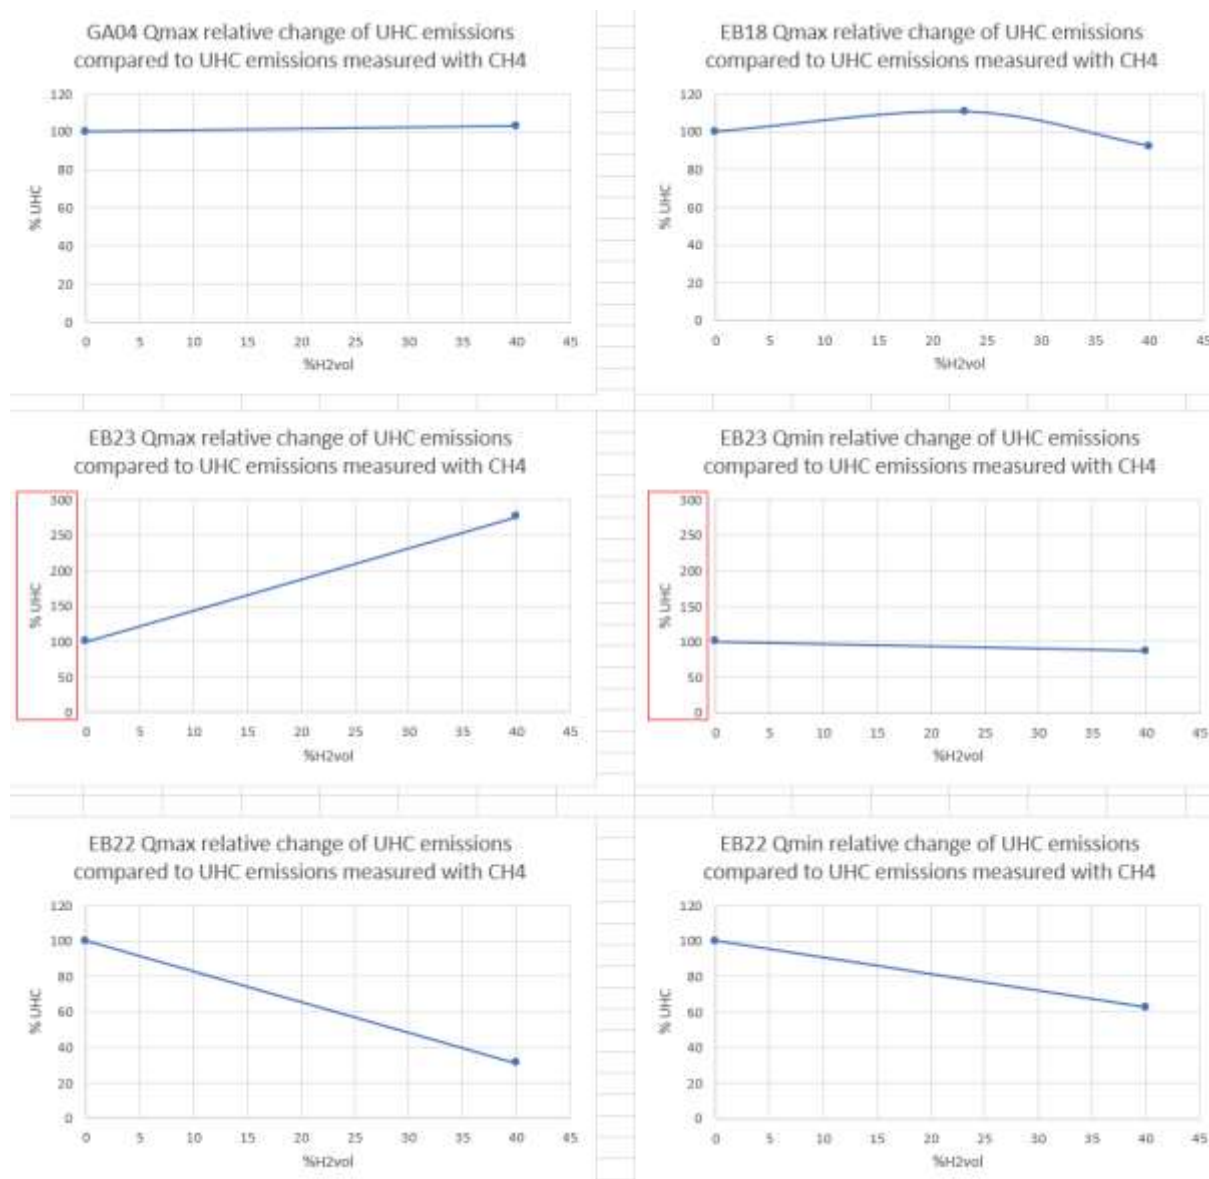 GA04 Qmax relative change of UHC emissions
compared to UHC emissions measured with CH4
120
100
80
60
40
20
0
% UHC
0 5 10 15 20 25 30 35 40 45
%H2vol
EB18 Qmax relative change of UHC emissions
compared to UHC emissions measured with CH4
120
100
80
60
40
20
0
% UHC
0 5 10 15 20 25 30 35 40 45
%H2vol
EB23 Qmax relative change of UHC emissions
compared to UHC emissions measured with CH4
300
250
200
150
100
50
0
% UHC
0 5 10 15 20 25 30 35 40 45
%H2vol
EB23 Qmin relative change of UHC emissions
compared to UHC emissions measured with CH4
300
250
200
150
100
50
0
% UHC
0 5 10 15 20 25 30 35 40 45
%H2vol
EB22 Qmax relative change of UHC emissions
compared to UHC emissions measured with CH4
120
100
80
60
40
20
0
% UHC
0 5 10 15 20 25 30 35 40 45
%H2vol
EB22 Qmin relative change of UHC emissions
compared to UHC emissions measured with CH4
120
100
80
60
40
20
0
% UHC
0 5 10 15 20 25 30 35 40 45
%H2vol